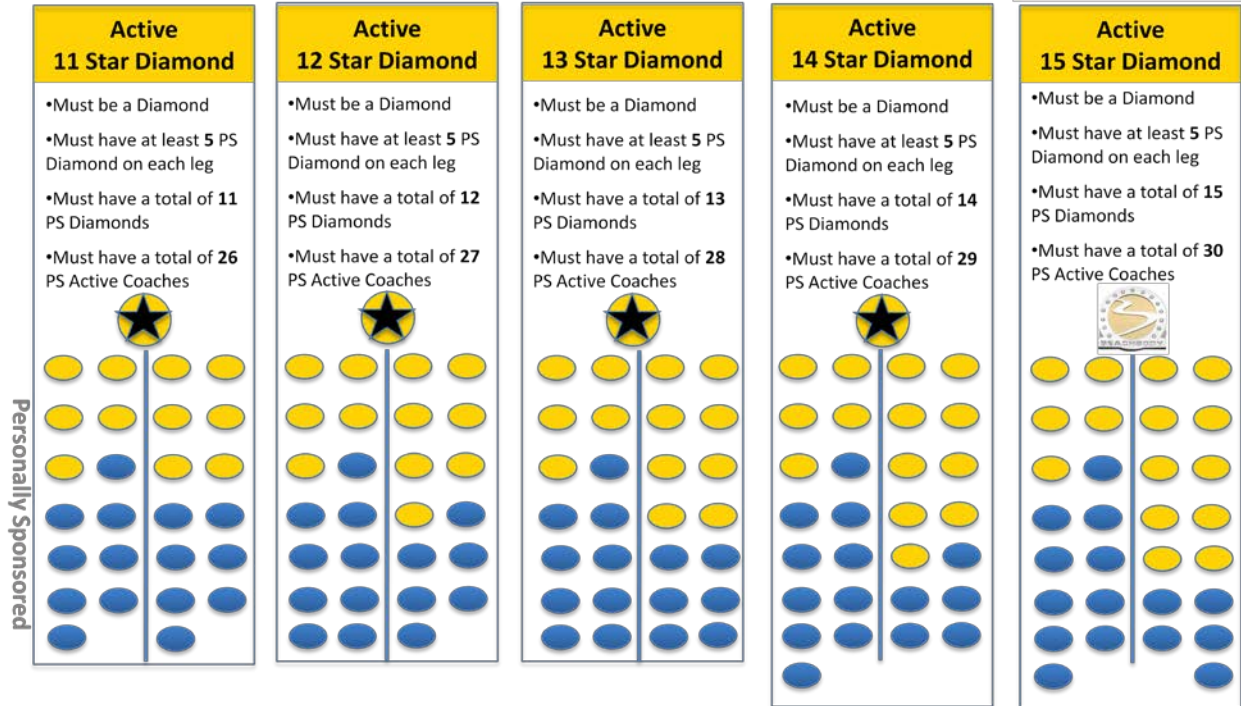 Active
11 Star Diamond
•Must be a Diamond
•Must have at least 5 PS
Diamond on each leg
•Must have a total of 11
PS Diamonds
•Must have a total of 26
PS Active Coaches
Active
12 Star Diamond
•Must be a Diamond
•Must have at least 5 PS
Diamond on each leg
•Must have a total of 12
PS Diamonds
•Must have a total of 27
PS Active Coaches
Active
13 Star Diamond
•Must be a Diamond
•Must have at least 5 PS
Diamond on each leg
•Must have a total of 13
PS Diamonds
•Must have a total of 28
PS Active Coaches
Active
14 Star Diamond
•Must be a Diamond
•Must have at least 5 PS
Diamond on each leg
•Must have a total of 14
PS Diamonds
•Must have a total of 29
PS Active Coaches
Active
15 Star Diamond
•Must be a Diamond
•Must have at least 5 PS
Diamond on each leg
•Must have a total of 15
PS Diamonds
•Must have a total of 30
PS Active Coaches
BEACHBODY
Personally Sponsored